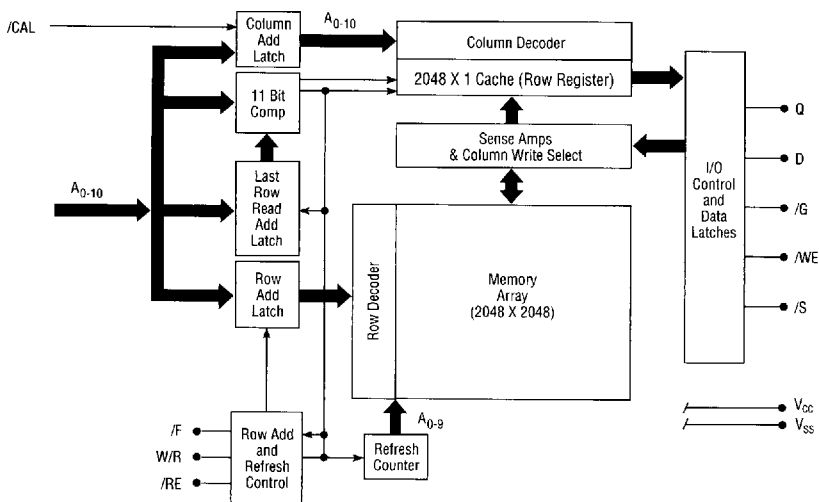 /CAL
Column
Add
Latch
A0-10
Column Decoder
2048 X 1 Cache (Row Register)
11 Bit
Comp
Sense Amps
& Column Write Select
I/O
Control
and
Data
Latches
Q
D
/G
/WE
/S
A0-10
Last
Row
Read
Add
Latch
Row
Add
Latch
Row Decoder
Memory
Array
(2048 X 2048)
/F
W/R
/RE
Row Add
and
Refresh
Control
A0-9
Refresh
Counter
VCC
VSS